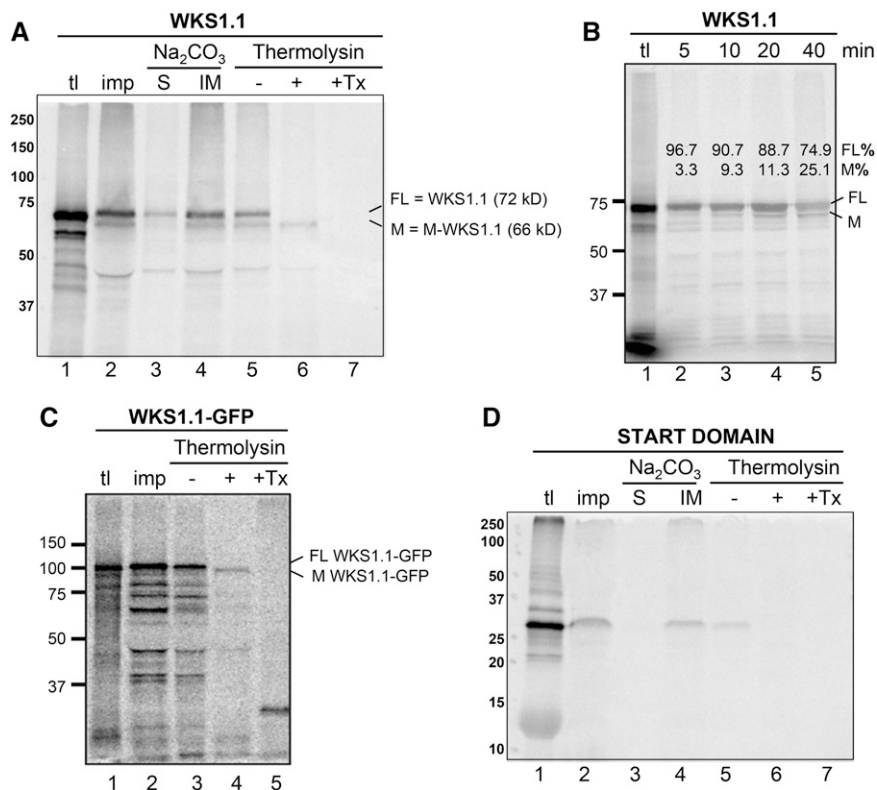 A
WKS1.1
Na2CO3 Thermolysin
tl imp S IM - + +Tx
250
150
100
75
50
37
FL = WKS1.1 (72 kD)
M = M-WKS1.1 (66 kD)
1 2 3 4 5 6 7
B
WKS1.1
tl 5 10 20 40 min
96.7 90.7 88.7 74.9 FL%
3.3 9.3 11.3 25.1 M%
75
50
37
FL
M
1 2 3 4 5
C
WKS1.1-GFP
Thermolysin
tl imp - + +Tx
150
100
75
50
37
FL WKS1.1-GFP
M WKS1.1-GFP
1 2 3 4 5
D
START DOMAIN
Na2CO3 Thermolysin
tl imp S IM - + +Tx
250
100
50
37
25
20
15
10
1 2 3 4 5 6 7